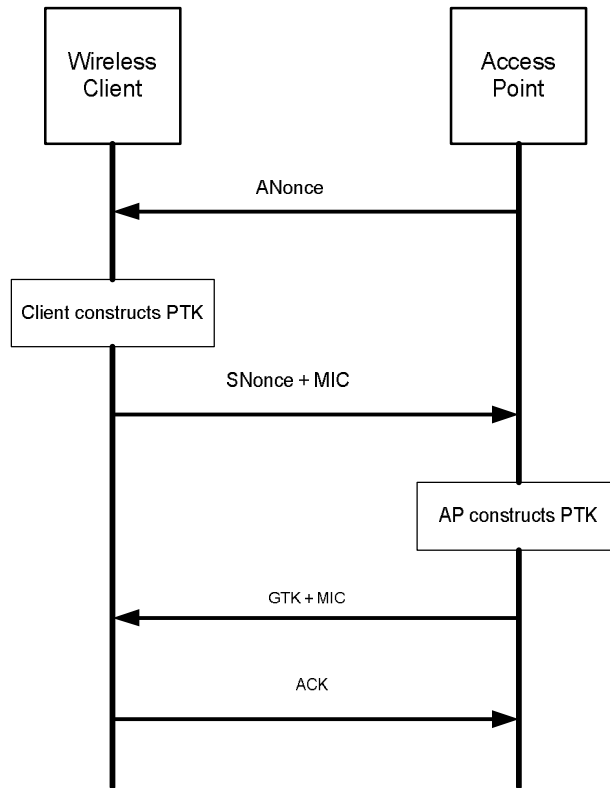 Wireless
Client
Access
Point
ANonce
Client constructs PTK
SNonce + MIC
AP constructs PTK
GTK + MIC
ACK